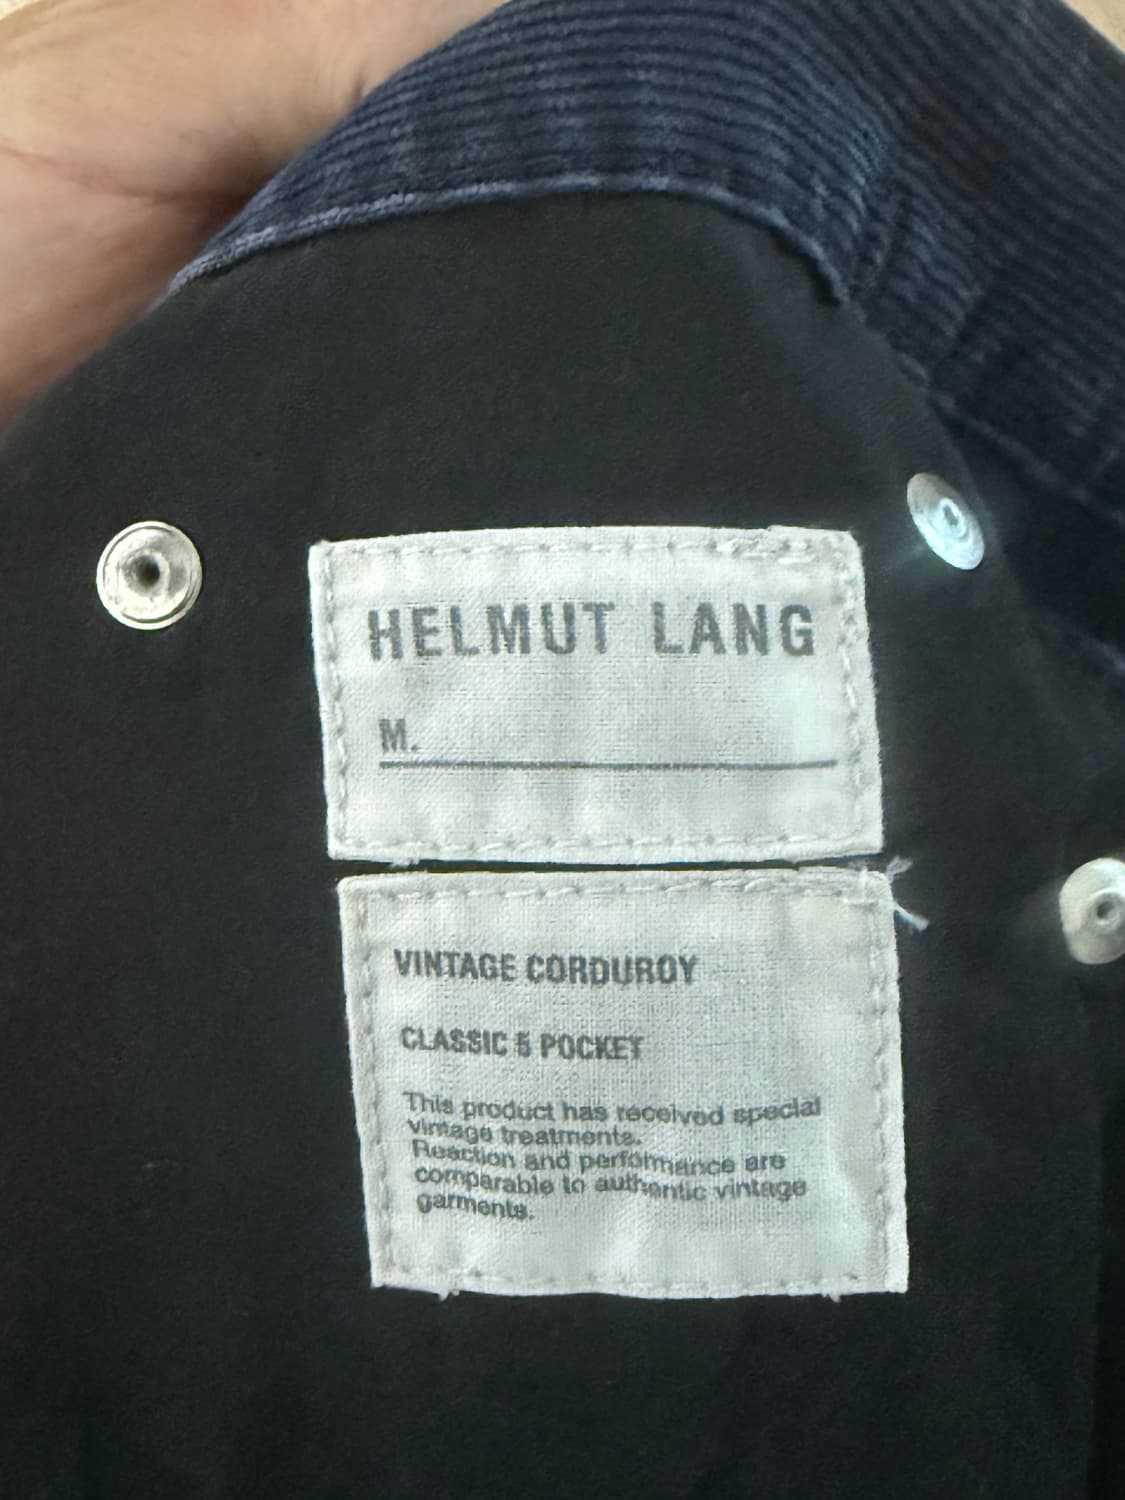 HELMUT LANG
M.
VINTAGE CORDUROY
CLASSIC 5 POCKET
This product has received special
vintage treatments.
Reaction and performance are
comparable to authentic vintage
garments.